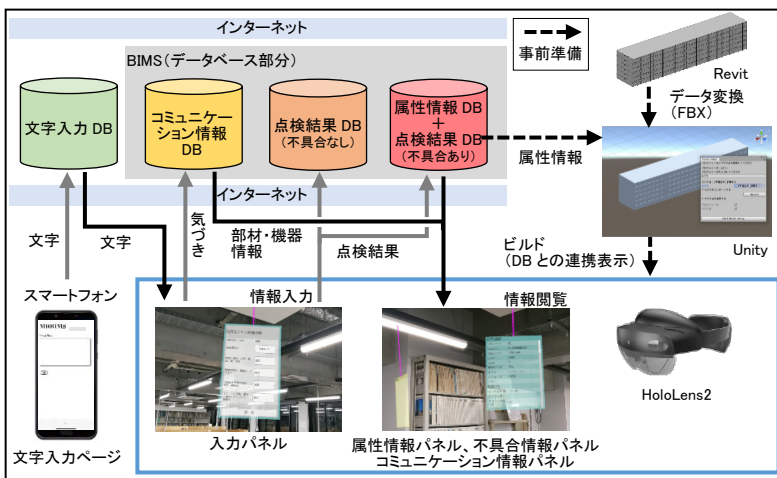 インターネット
BIMS(データベース部分)
事前準備
Revit
データ変換
(FBX)
文字入力 DB
コミュニケー
ション情報
DB
点検結果 DB
(不具合なし)
属性情報 DB
+
点検結果 DB
(不具合あり)
属性情報
インターネット
Unity
文字
文字
気づき
部材・機器
情報
点検結果
ビルド
(DB との連携表示)
スマートフォン
情報入力
情報閲覧
HoloLens2
文字入力ページ
入力パネル
属性情報パネル、不具合情報パネル
コミュニケーション情報パネル